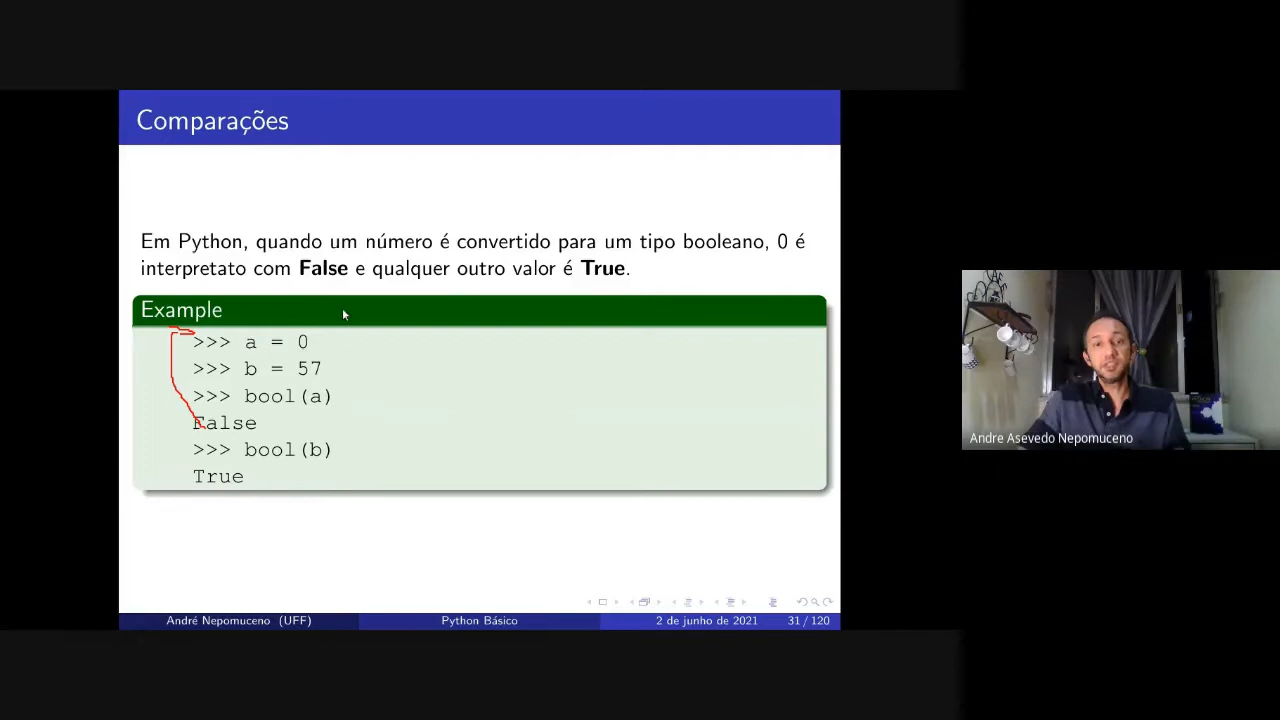 Comparações
Em Python, quando um número é convertido para um tipo booleano, 0 é
interpretato com False e qualquer outro valor é True.
Example
>>> a = 0
>>> b = 57
>>> bool(a)
False
>>> bool(b)
True
André Nepomuceno (UFF)
Python Básico
2 de junho de 2021
31 / 120
Andre Asevedo Nepomuceno